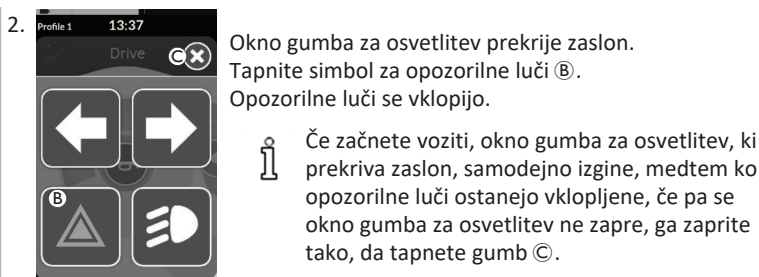 2.
Profile 1 13:37
Drive Ⓒ
Ⓑ
Okno gumba za osvetlitev prekrije zaslon.
Tapnite simbol za opozorilne luči Ⓑ.
Opozorilne luči se vklopijo.
Če začnete voziti, okno gumba za osvetlitev, ki
prekriva zaslon, samodejno izgine, medtem ko
opozorilne luči ostanejo vklopljene, če pa se
okno gumba za osvetlitev ne zapre, ga zaprite
tako, da tapnete gumb Ⓒ.